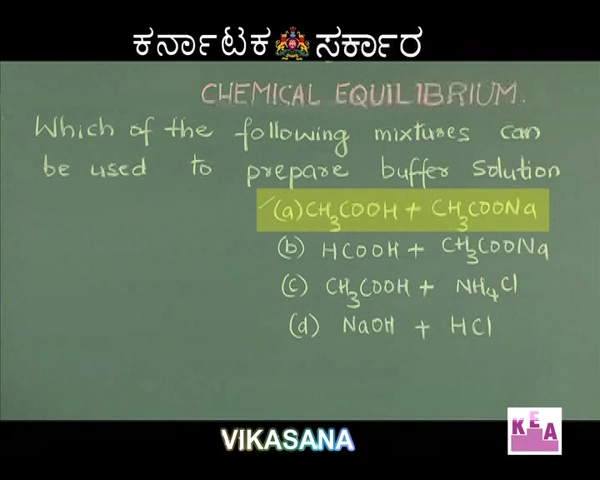 ಕರ್ನಾಟಕ ಸರ್ಕಾರ
CHEMICAL EQUILIBRIUM.
Which of the following mixtures can
be used to prepare buffer solution
(a) CH3COOH + CH3COONa
(b) HCOOH + CH3COONa
(c) CH3COOH + NH4Cl
(d) NaOH + HCl
KEA
VIKASANA